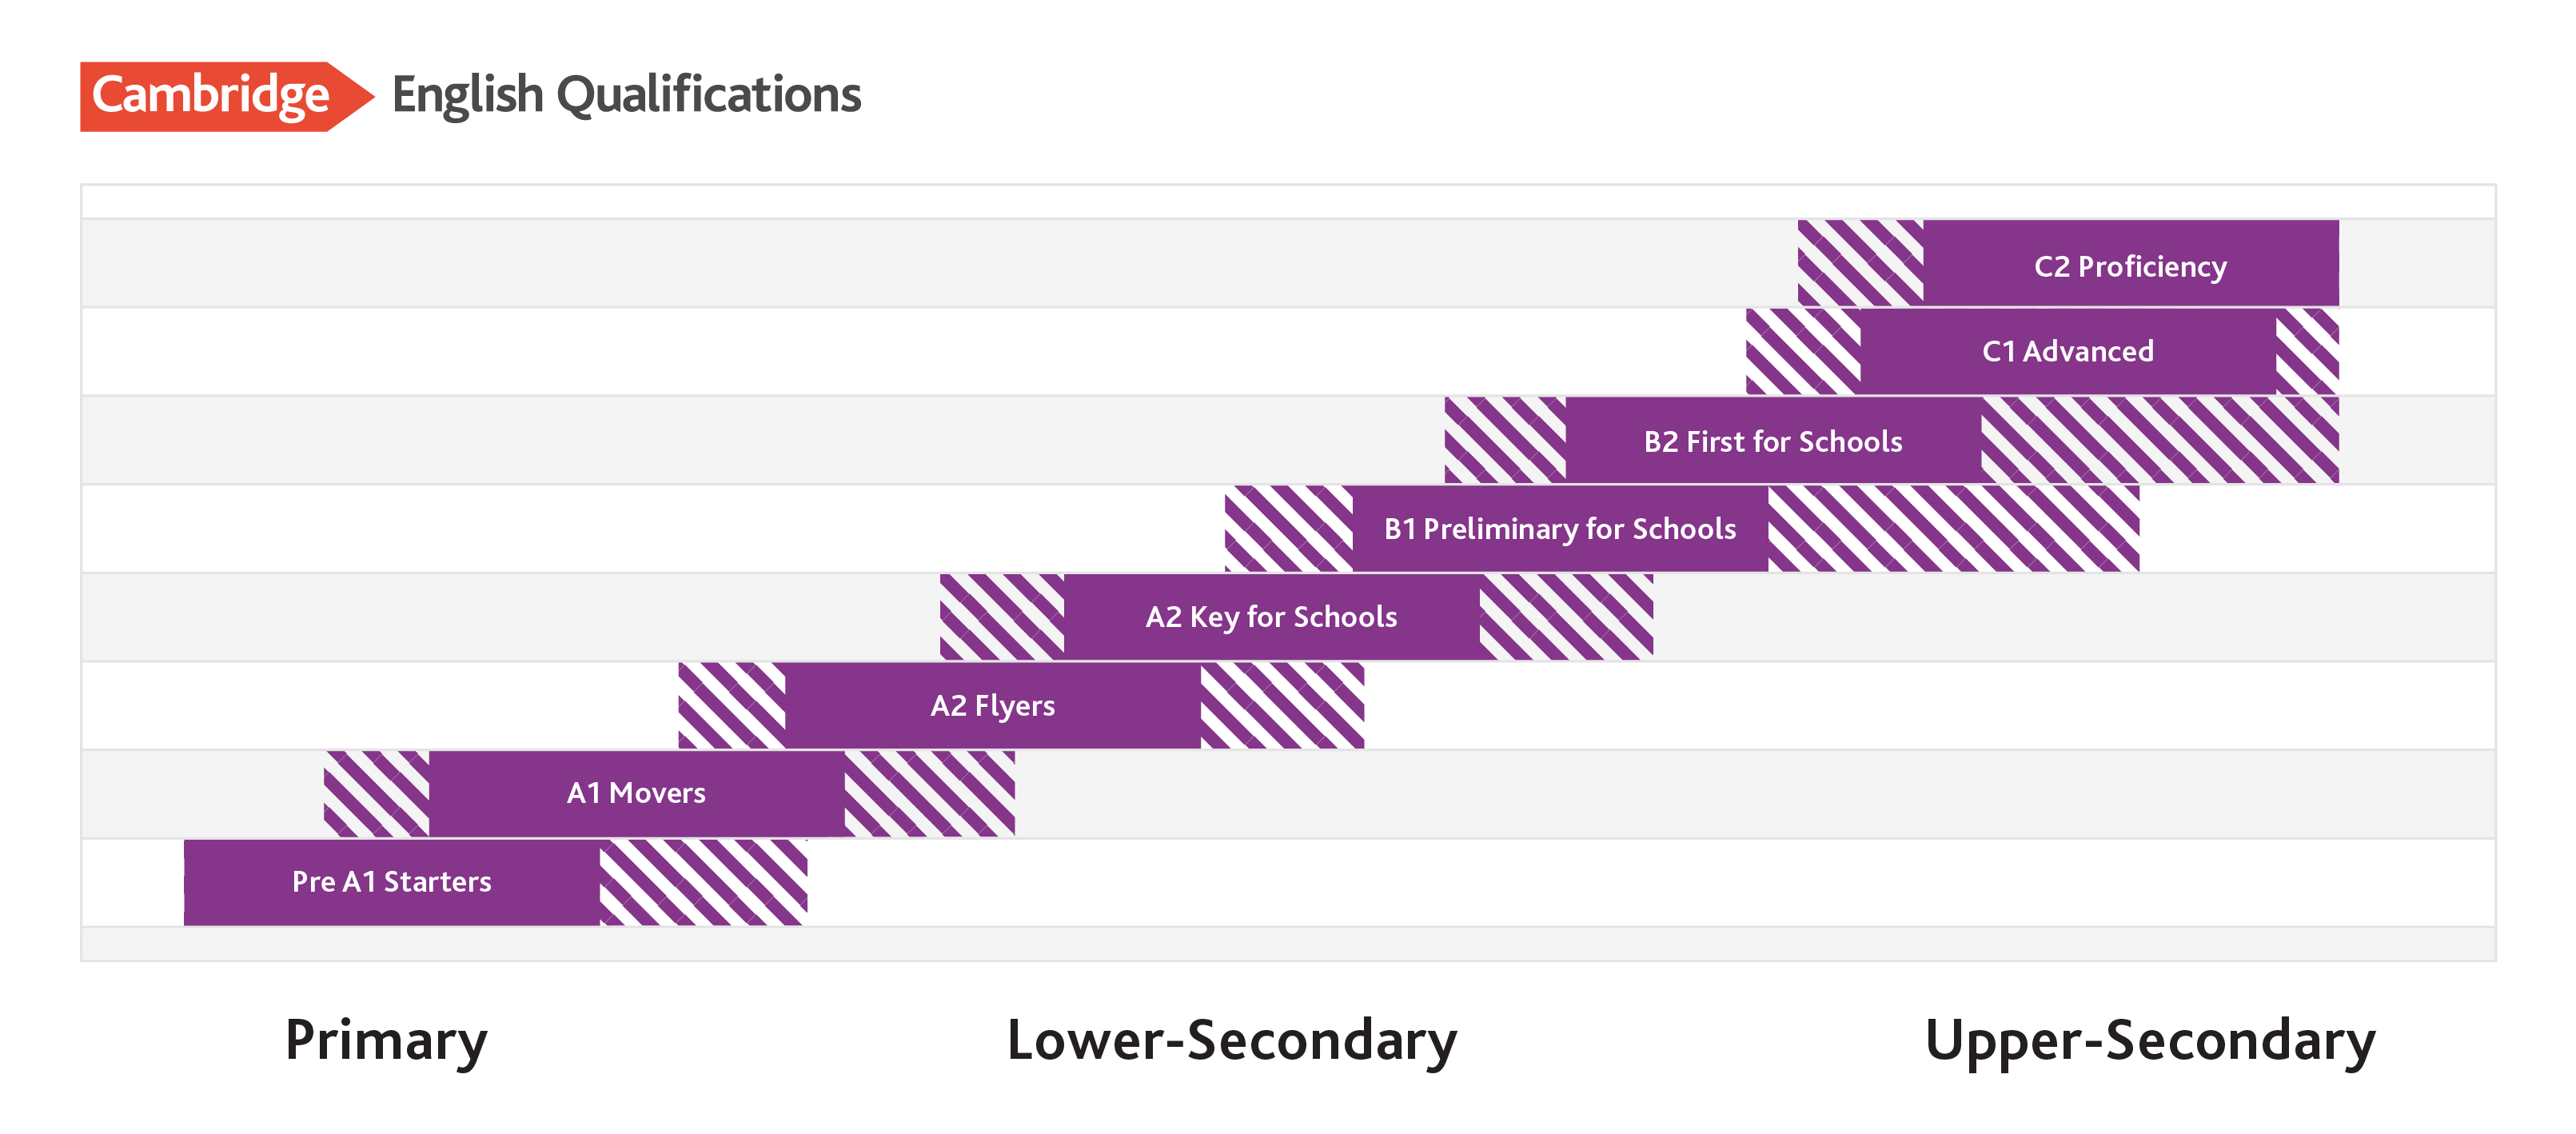 Cambridge English Qualifications
C2 Proficiency
C1 Advanced
B2 First for Schools
B1 Preliminary for Schools
A2 Key for Schools
A2 Flyers
A1 Movers
Pre A1 Starters
Primary
Lower-Secondary
Upper-Secondary